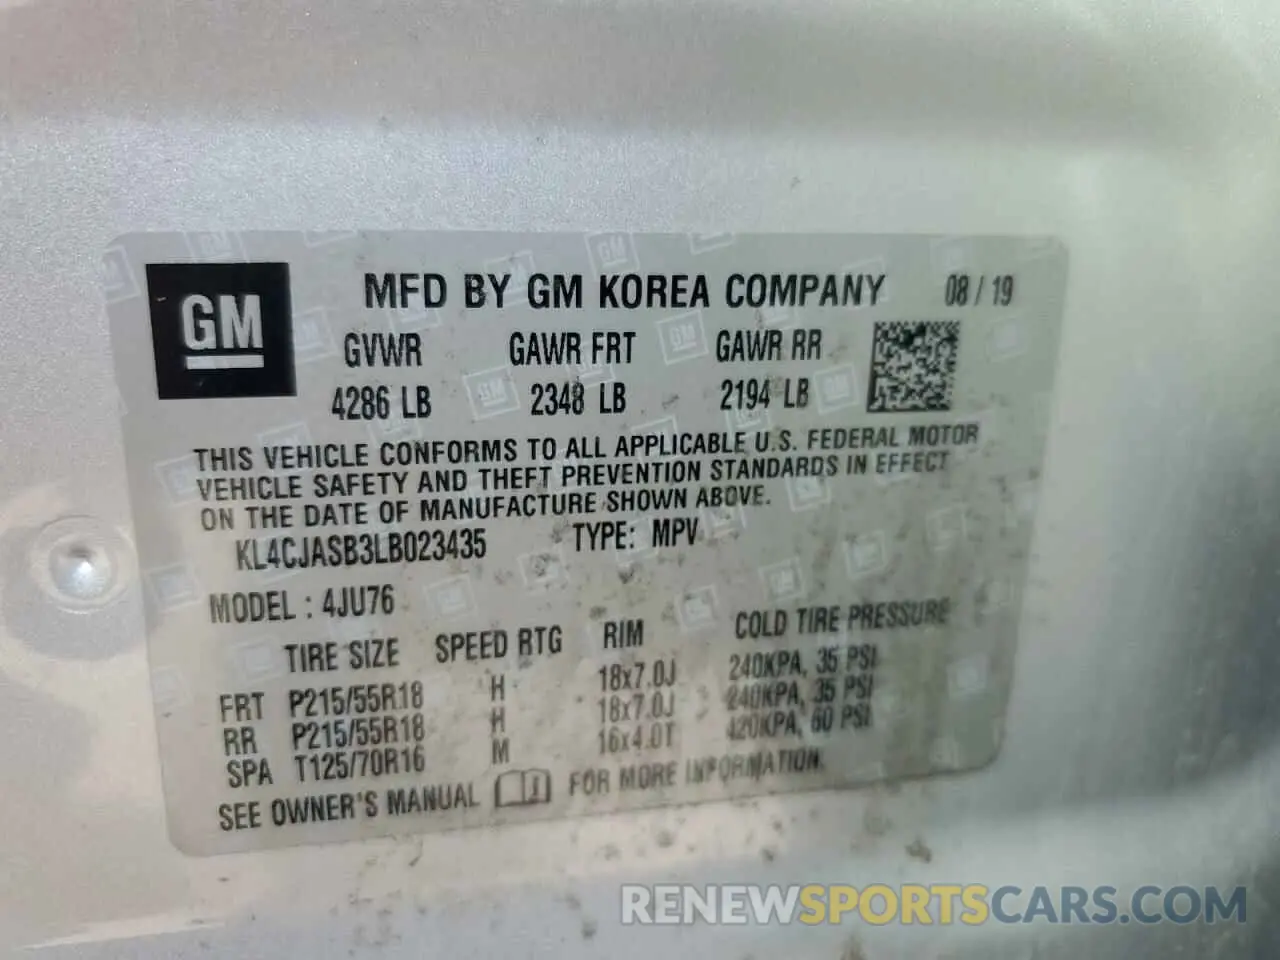 GM
MFD BY GM KOREA COMPANY 08 / 19
GVWR GAWR FRT GAWR RR
4286 LB 2348 LB 2194 LB
THIS VEHICLE CONFORMS TO ALL APPLICABLE U.S. FEDERAL MOTOR
VEHICLE SAFETY AND THEFT PREVENTION STANDARDS IN EFFECT
ON THE DATE OF MANUFACTURE SHOWN ABOVE.
KL4CJASB3LB023435 TYPE: MPV
MODEL : 4JU76
TIRE SIZE SPEED RTG RIM COLD TIRE PRESSURE
FRT P215/55R18 H 18x7.0J 240KPA, 35 PSI
RR P215/55R18 H 18x7.0J 240KPA, 35 PSI
SPA T125/70R16 M 16x4.0T 420KPA, 60 PSI
SEE OWNER'S MANUAL FOR MORE INFORMATION.
RENEWSPORTSCARS.COM